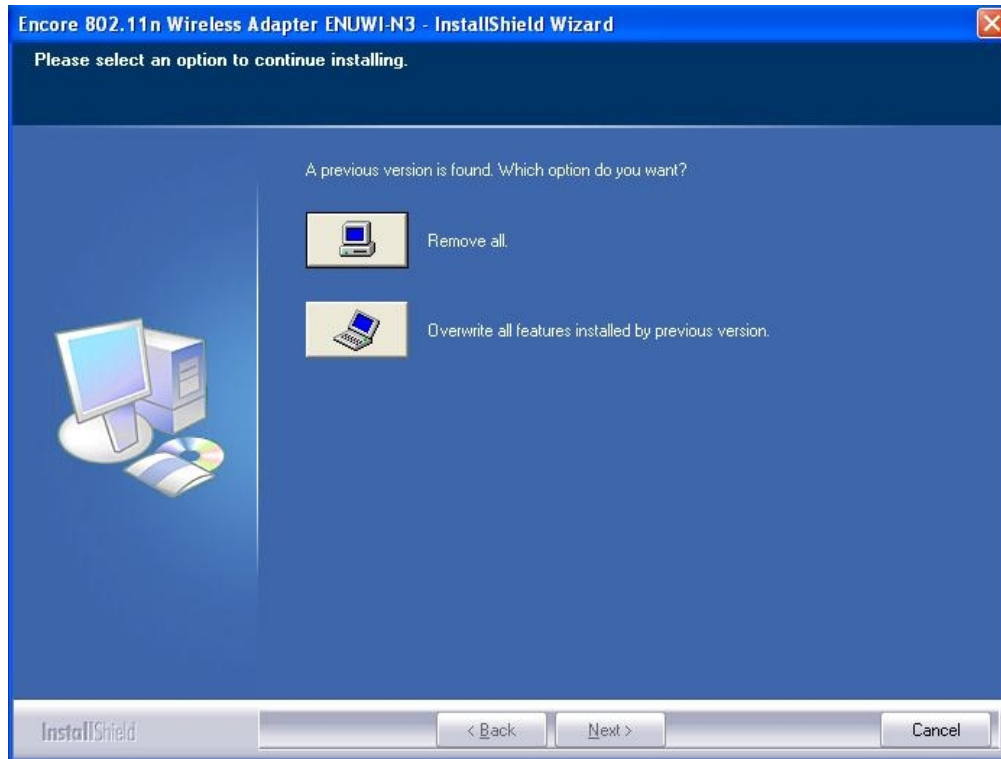 Encore 802.11n Wireless Adapter ENUWI-N3 - InstallShield Wizard
Please select an option to continue installing.
A previous version is found. Which option do you want?
Remove all.
Overwrite all features installed by previous version.
InstallShield
< Back
Next >
Cancel